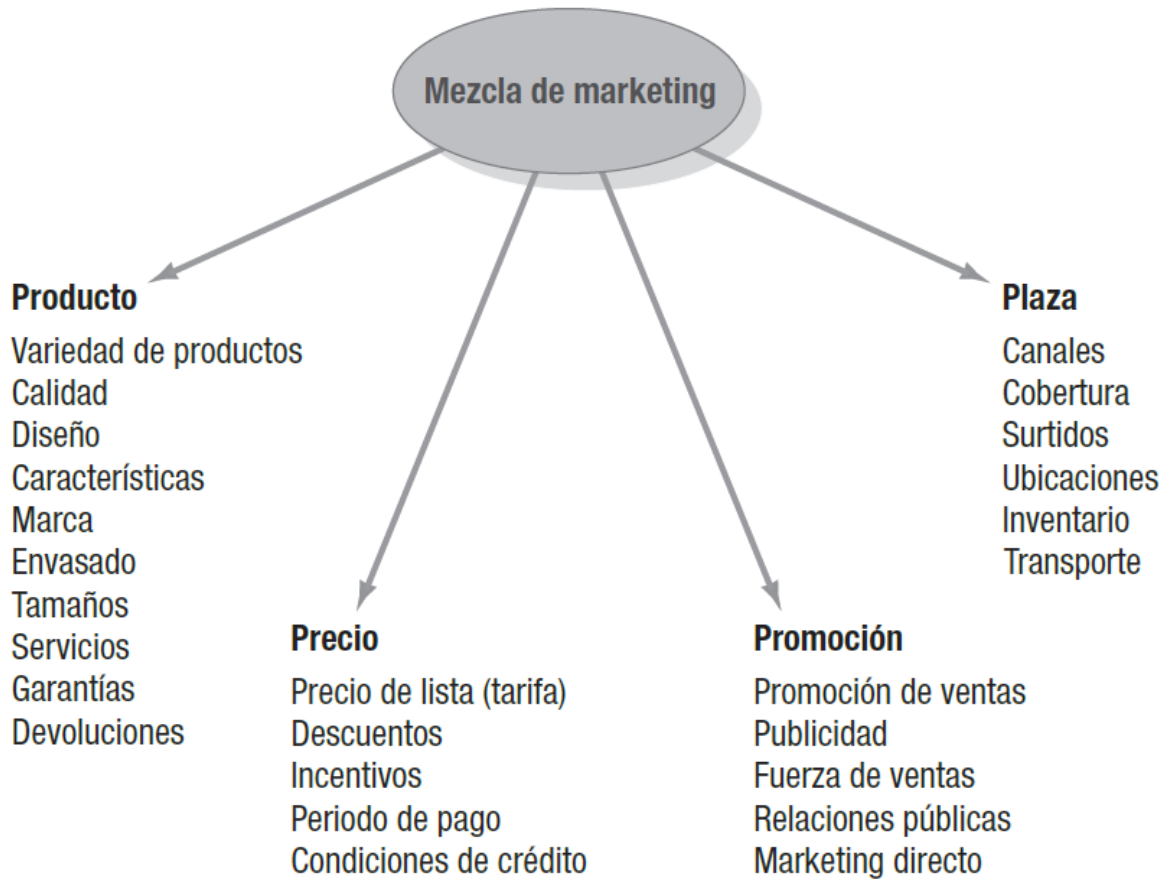 Mezcla de marketing
Producto
Variedad de productos
Calidad
Diseño
Características
Marca
Envasado
Tamaños
Servicios
Garantías
Devoluciones
Precio
Precio de lista (tarifa)
Descuentos
Incentivos
Periodo de pago
Condiciones de crédito
Promoción
Promoción de ventas
Publicidad
Fuerza de ventas
Relaciones públicas
Marketing directo
Plaza
Canales
Cobertura
Surtidos
Ubicaciones
Inventario
Transporte